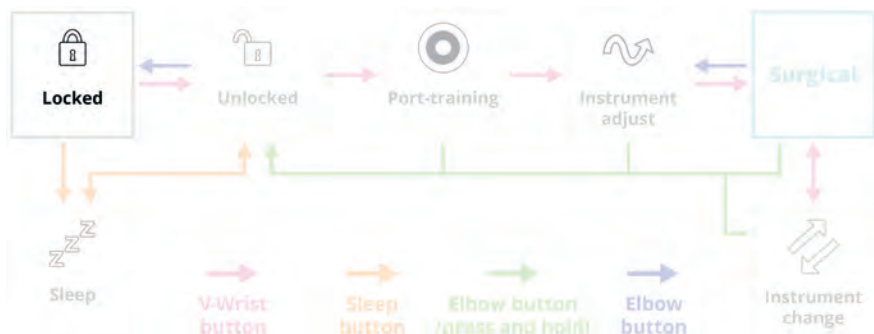 Locked
Unlocked
Port-training
Instrument
adjust
Surgical
Sleep
V-Wrist
button
Sleep
button
Elbow button
(press and hold)
Elbow
button
Instrument
change